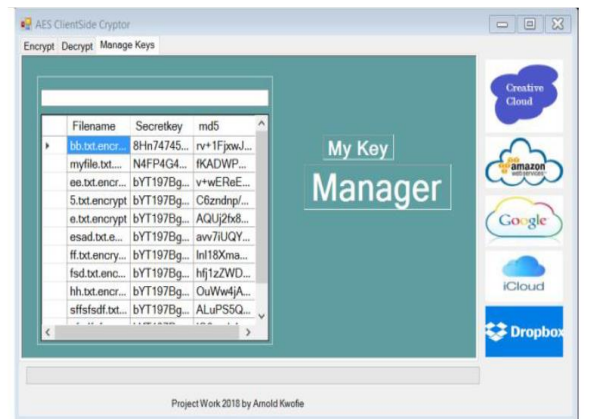 AES ClientSide Cryptor
Encrypt Decrypt Manage Keys
Filename Secretkey md5
bb.txt.encr... 8Hn74745... rv+1FjxwJ...
myfile.txt.... N4FP4G4... fKADWP...
ee.txt.encr... bYT197Bg... v+wEReE...
5.txt.encrypt bYT197Bg... C6zndnp/...
e.txt.encrypt bYT197Bg... AQUj2fx8...
esad.txt.e... bYT197Bg... avv7iUQY...
ff.txt.encry... bYT197Bg... lnl18Xma...
fsd.txt.enc... bYT197Bg... hfj1zZWD...
hh.txt.encr... bYT197Bg... OuWw4jA...
sffsfsdf.txt... bYT197Bg... ALuPS5Q...
My Key
Manager
Creative
Cloud
amazon
webservices
Google
iCloud
Dropbox
Project Work 2018 by Arnold Kwofie